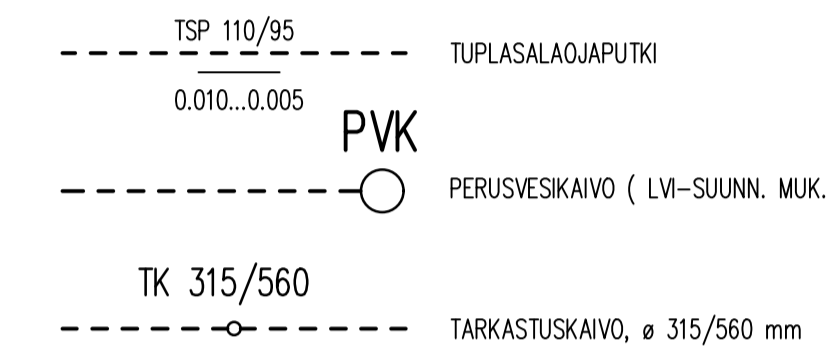 TSP 110/95
TUPLASALAOJAPUTKI
0.010...0.005
PVK
PERUSVESIKAIVO ( LVI-SUUNN. MUK.
TK 315/560
TARKASTUSKAIVO, ø 315/560 mm